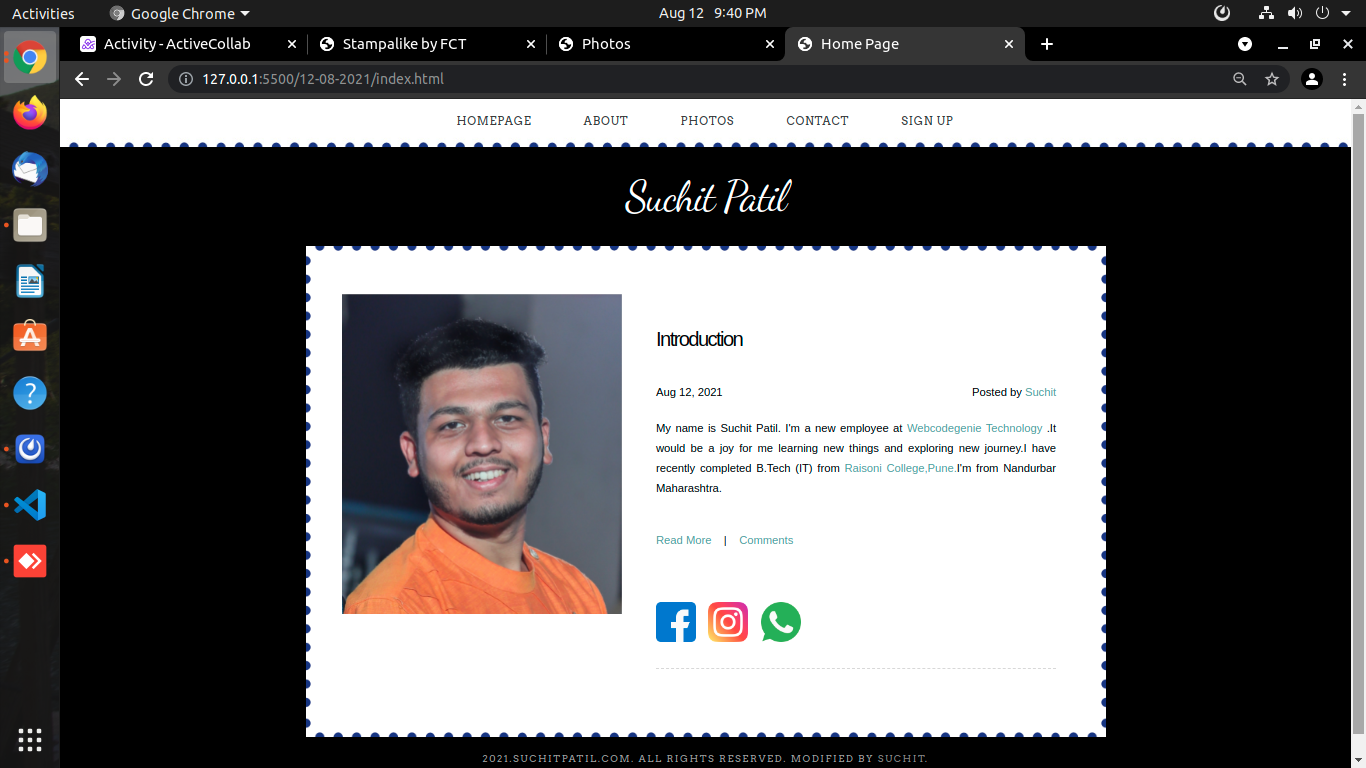 Activities Google Chrome Aug 12 9:40 PM
Activity - ActiveCollab Stampalike by FCT Photos Home Page
127.0.0.1:5500/12-08-2021/index.html
HOMEPAGE ABOUT PHOTOS CONTACT SIGN UP
Suchit Patil
Introduction
Aug 12, 2021 Posted by Suchit
My name is Suchit Patil. I'm a new employee at Webcodegenie Technology .It
would be a joy for me learning new things and exploring new journey.I have
recently completed B.Tech (IT) from Raisoni College,Pune.I'm from Nandurbar
Maharashtra.
Read More | Comments
2021.SUCHITPATIL.COM. ALL RIGHTS RESERVED. MODIFIED BY SUCHIT.